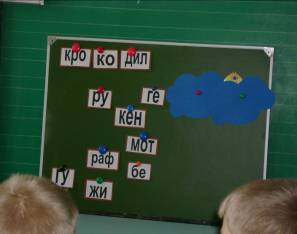 кро ко дил
ру ге
кен
мот
раф бе
гу
жи